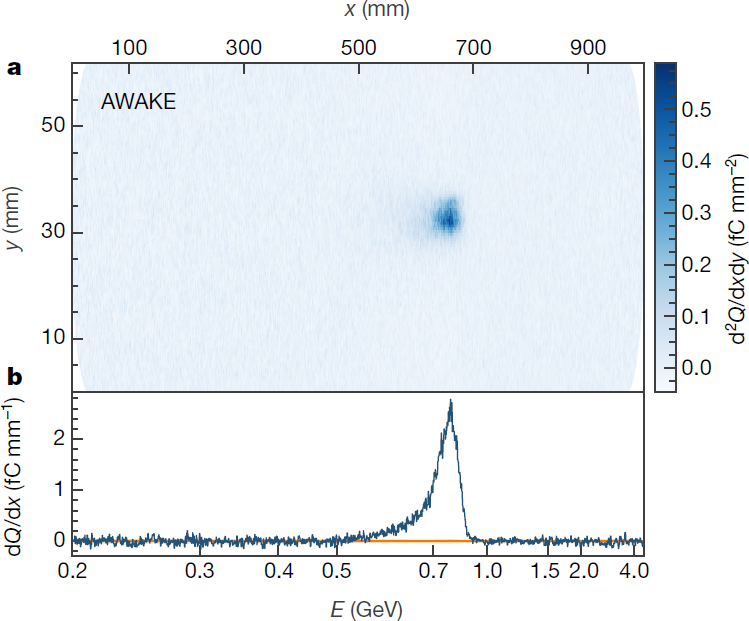 x (mm)
100 300 500 700 900
a
AWAKE
50
30
10
y (mm)
0.5
0.4
0.3
0.2
0.1
0.0
d²Q/dxdy (fC mm⁻²)
b
2
1
0
dQ/dx (fC mm⁻¹)
0.2 0.3 0.4 0.5 0.7 1.0 1.5 2.0 4.0
E (GeV)